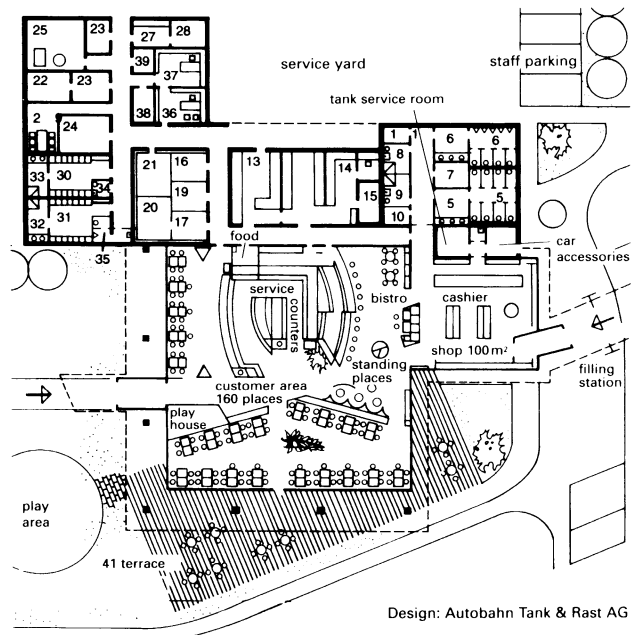 25
23
27
28
service yard
staff parking
39
37
22
23
38
36
tank service room
2
24
1
1
6
6
21
16
13
14
8
33
30
34
19
15
7
9
5
5
32
31
20
17
10
35
food
car
accessories
service
counters
bistro
cashier
shop 100 m²
standing
places
filling
station
customer area
160 places
play
house
play
area
41 terrace
Design: Autobahn Tank & Rast AG